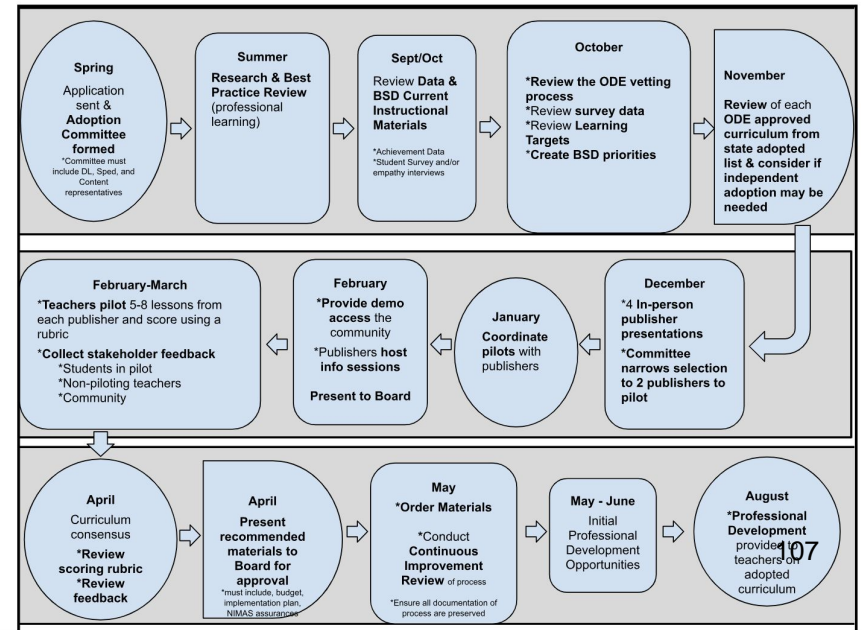 Spring
Application
sent &
Adoption
Committee
formed
*Committee must
include DL, Sped, and
Content
representatives
Summer
Research & Best
Practice Review
(professional
learning)
Sept/Oct
Review Data &
BSD Current
Instructional
Materials
*Achievement Data
*Student Survey and/or
empathy interviews
October
*Review the ODE vetting
process
*Review survey data
*Review Learning
Targets
*Create BSD priorities
November
Review of each
ODE approved
curriculum from
state adopted
list & consider if
independent
adoption may be
needed
December
*4 In-person
publisher
presentations
*Committee
narrows selection
to 2 publishers to
pilot
January
Coordinate
pilots with
publishers
February
*Provide demo
access the
community
*Publishers host
info sessions
Present to Board
February-March
*Teachers pilot 5-8 lessons from
each publisher and score using a
rubric
*Collect stakeholder feedback
*Students in pilot
*Non-piloting teachers
*Community
April
Curriculum
consensus
*Review
scoring rubric
*Review
feedback
April
Present
recommended
materials to
Board for
approval
*must include, budget,
implementation plan,
NIMAS assurances
May
*Order Materials
*Conduct
Continuous
Improvement
Review of process
*Ensure all documentation of
process are preserved
May - June
Initial
Professional
Development
Opportunities
August
*Professional
Development
provided to
teachers on
adopted
curriculum
107